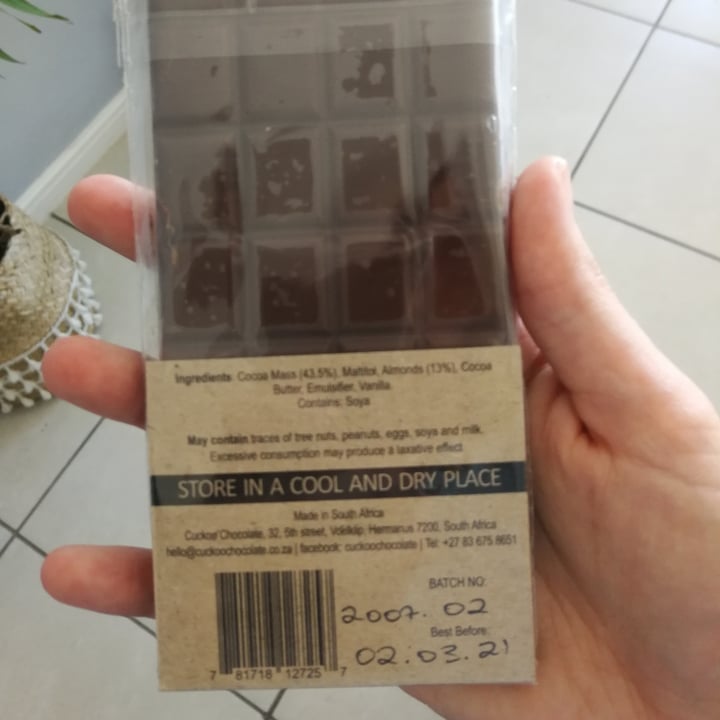 Ingredients: Cocoa Mass (43.5%), Maltitol, Almonds (13%), Cocoa
Butter, Emulsifier, Vanilla.
Contains: Soya
May contain traces of tree nuts, peanuts, eggs, soya and milk.
Excessive consumption may produce a laxative effect
STORE IN A COOL AND DRY PLACE
Made in South Africa
Cuckoo Chocolate, 32, 5th street, Voëlklip, Hermanus 7200, South Africa
hello@cuckoochocolate.co.za | facebook: cuckoochocolate | Tel: +27 83 675 8651
BATCH NO:
2007. 02
Best Before:
02.03.21
7 81718 12725 7